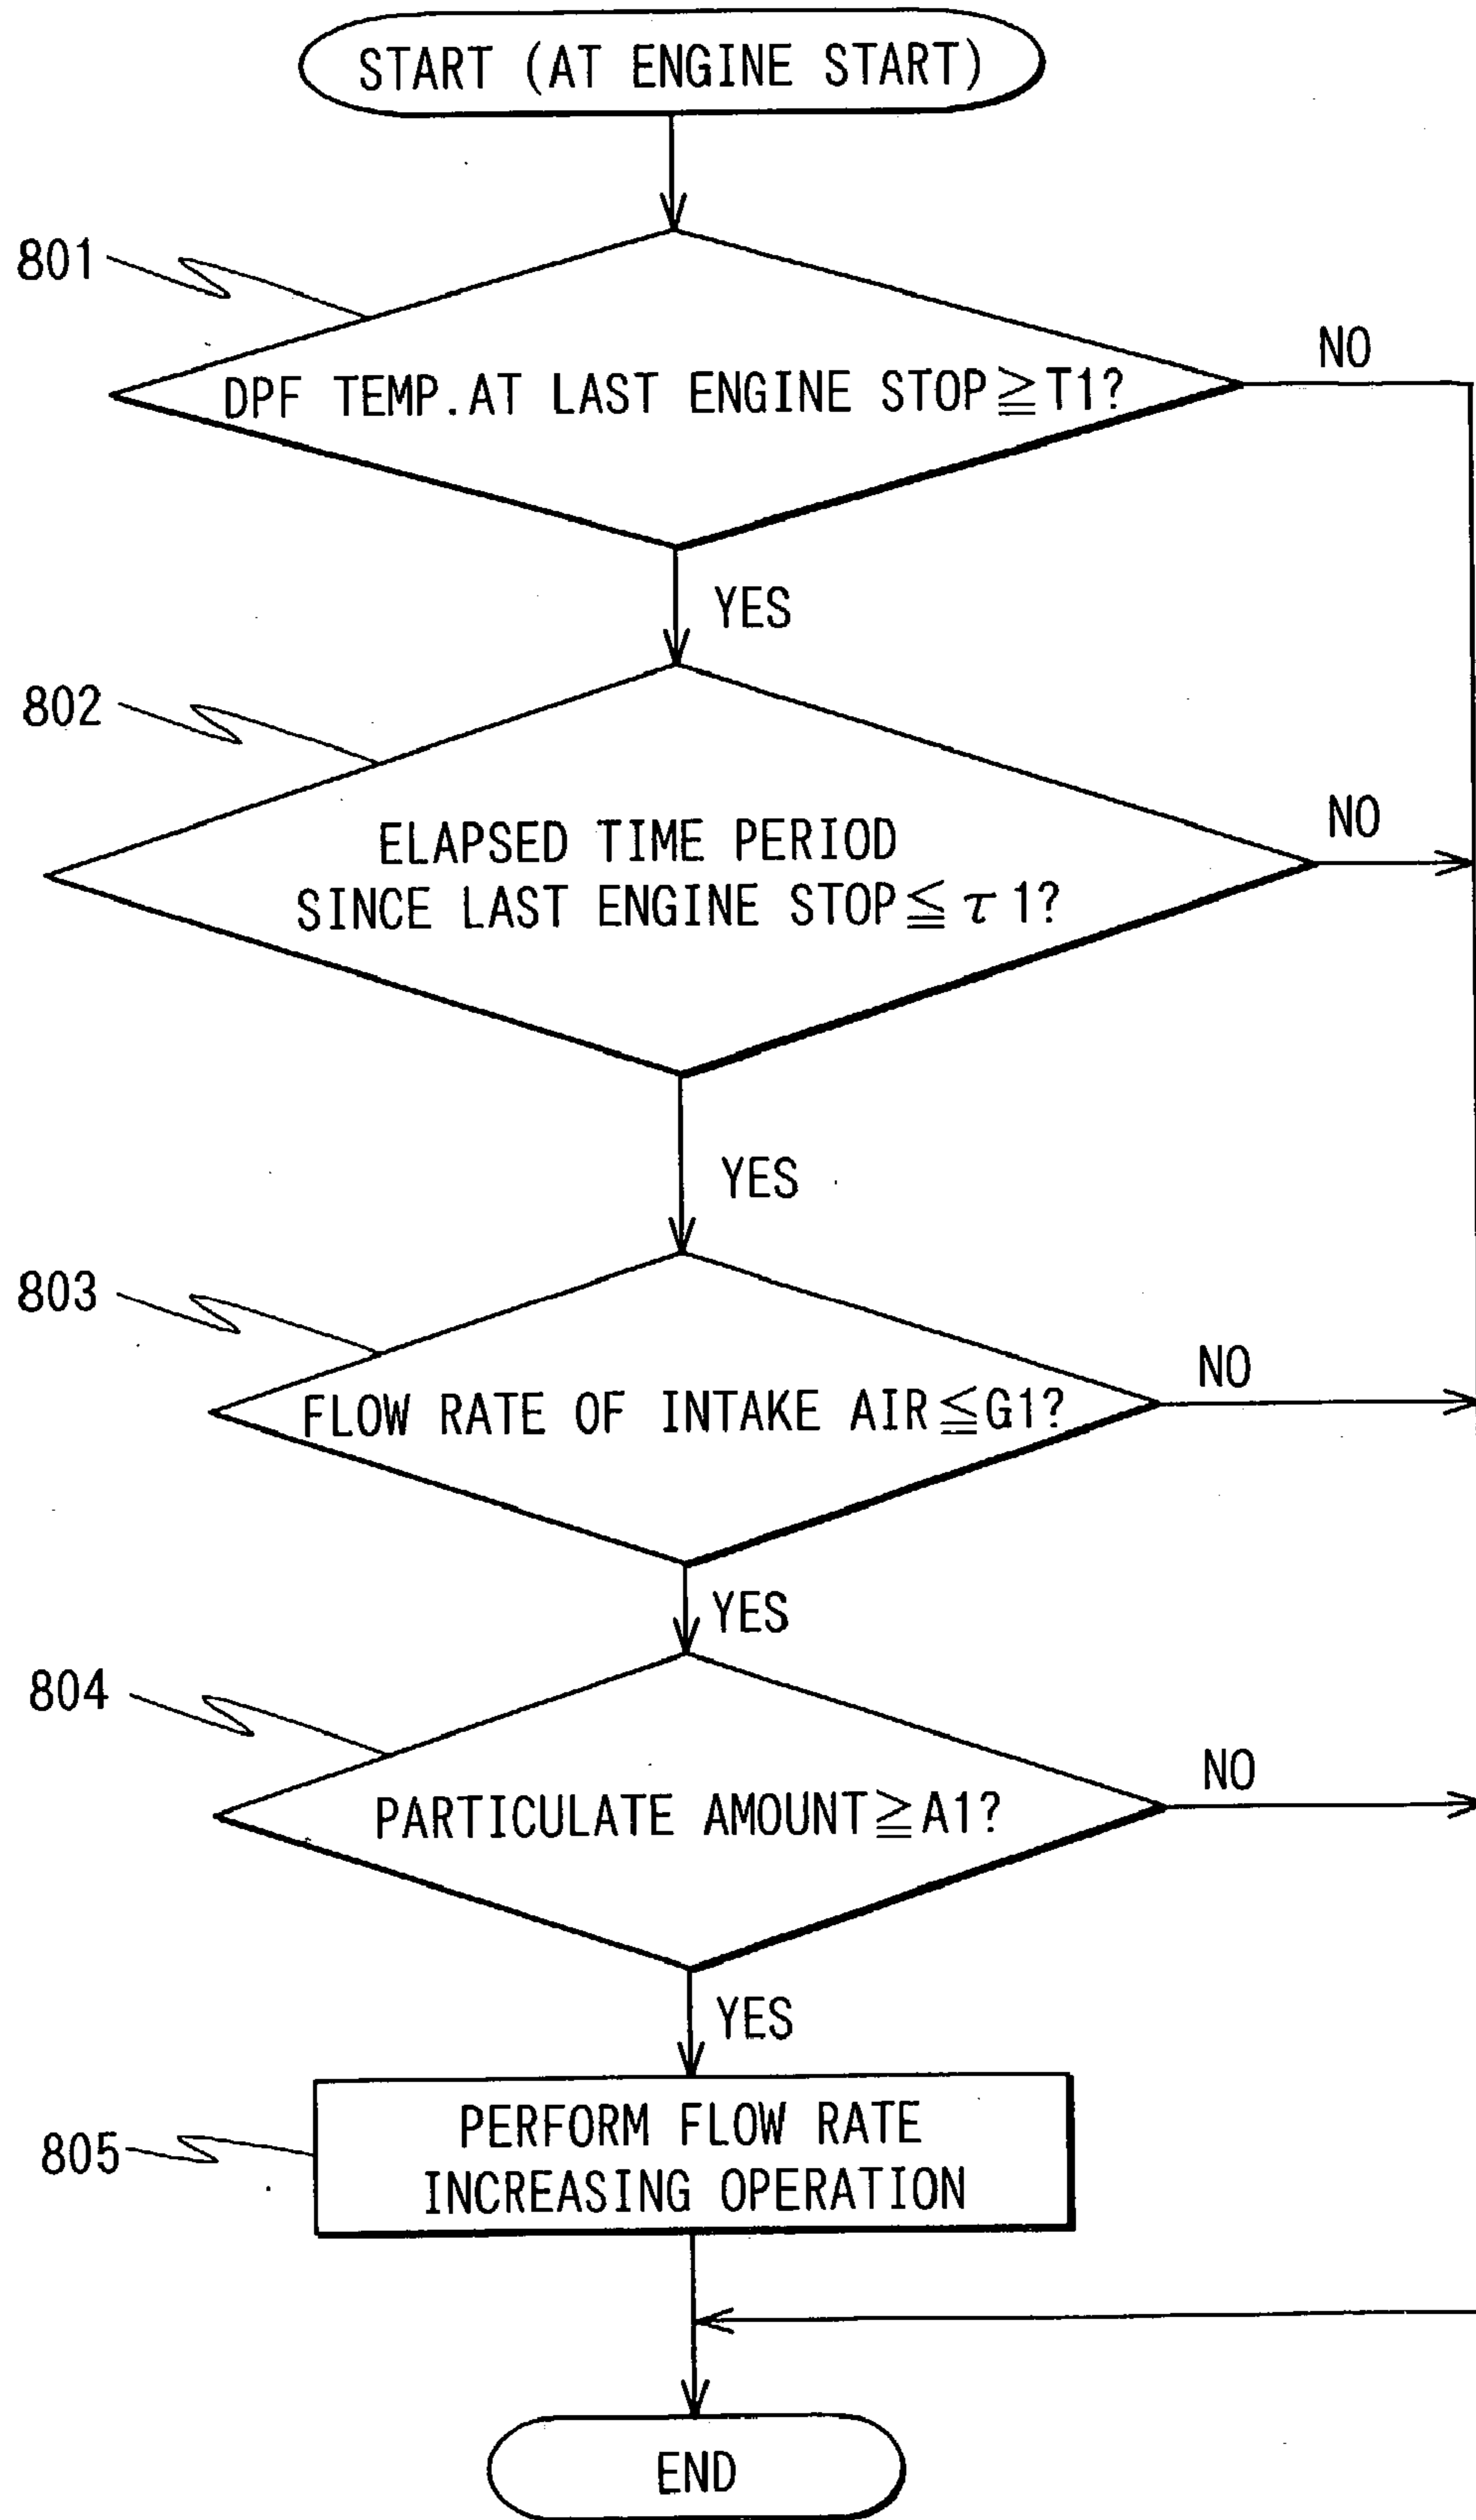 START (AT ENGINE START)
801
NO
DPF TEMP.AT LAST ENGINE STOP≧T1?
YES
802
NO
ELAPSED TIME PERIOD
SINCE LAST ENGINE STOP≦τ1?
YES
803
NO
FLOW RATE OF INTAKE AIR≦G1?
YES
804
NO
PARTICULATE AMOUNT≧A1?
YES
805
PERFORM FLOW RATE
INCREASING OPERATION
END